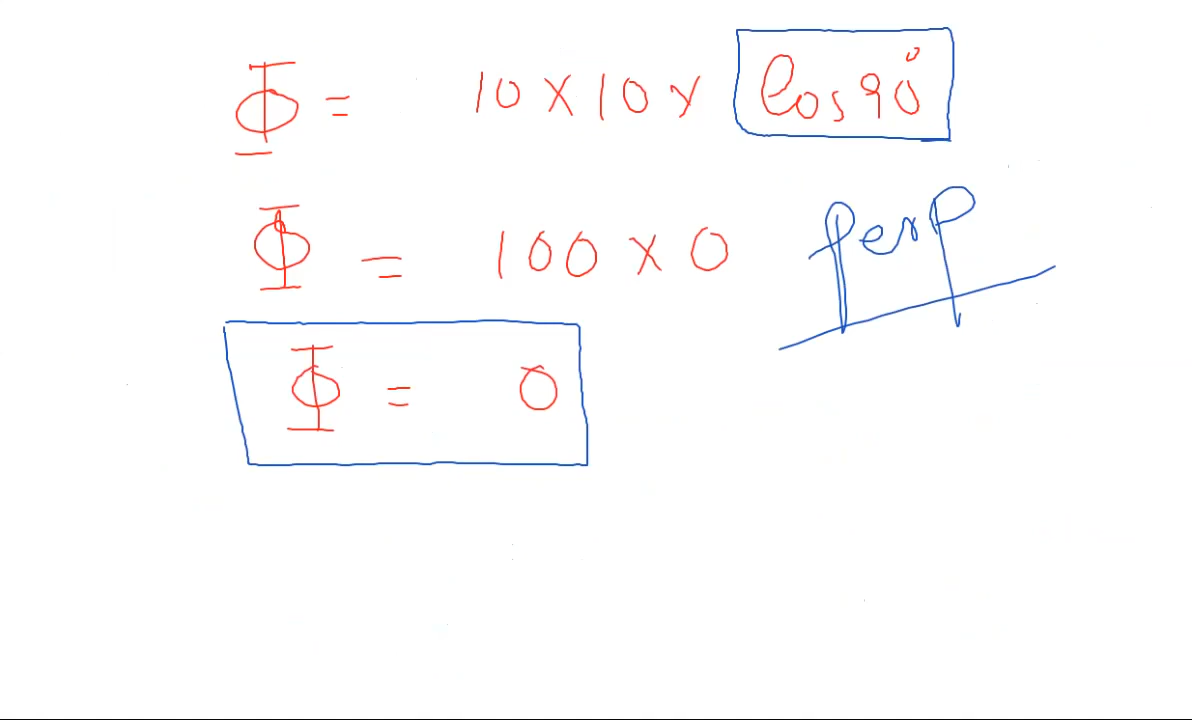 Φ = 10 × 10 × Cos 90°
Φ = 100 × 0
perp
Φ = 0